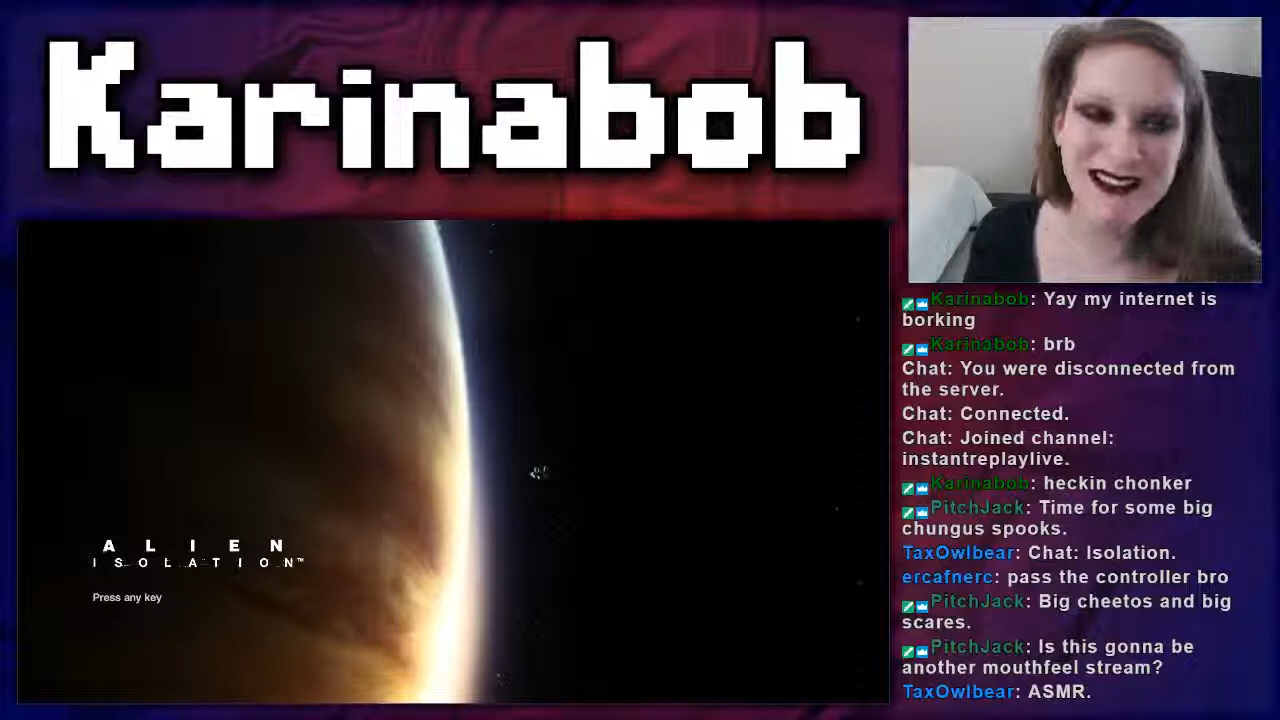 Karinabob
A L I E N
I S O L A T I O N™
Press any key
Karinabob: Yay my internet is
borking
Karinabob: brb
Chat: You were disconnected from
the server.
Chat: Connected.
Chat: Joined channel:
instantreplaylive.
Karinabob: heckin chonker
PitchJack: Time for some big
chungus spooks.
TaxOwlbear: Chat: Isolation.
ercafnerc: pass the controller bro
PitchJack: Big cheetos and big
scares.
PitchJack: Is this gonna be
another mouthfeel stream?
TaxOwlbear: ASMR.